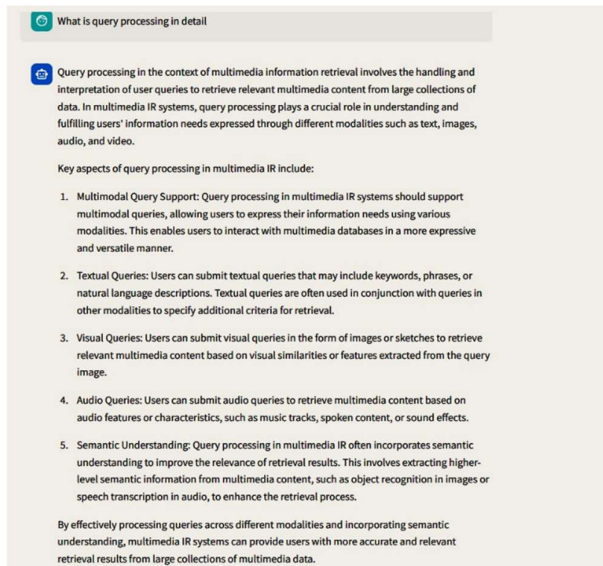 What is query processing in detail
Query processing in the context of multimedia information retrieval involves the handling and
interpretation of user queries to retrieve relevant multimedia content from large collections of
data. In multimedia IR systems, query processing plays a crucial role in understanding and
fulfilling users' information needs expressed through different modalities such as text, images,
audio, and video.
Key aspects of query processing in multimedia IR include:
1. Multimodal Query Support: Query processing in multimedia IR systems should support
multimodal queries, allowing users to express their information needs using various
modalities. This enables users to interact with multimedia databases in a more expressive
and versatile manner.
2. Textual Queries: Users can submit textual queries that may include keywords, phrases, or
natural language descriptions. Textual queries are often used in conjunction with queries in
other modalities to specify additional criteria for retrieval.
3. Visual Queries: Users can submit visual queries in the form of images or sketches to retrieve
relevant multimedia content based on visual similarities or features extracted from the query
image.
4. Audio Queries: Users can submit audio queries to retrieve multimedia content based on
audio features or characteristics, such as music tracks, spoken content, or sound effects.
5. Semantic Understanding: Query processing in multimedia IR often incorporates semantic
understanding to improve the relevance of retrieval results. This involves extracting higher-
level semantic information from multimedia content, such as object recognition in images or
speech transcription in audio, to enhance the retrieval process.
By effectively processing queries across different modalities and incorporating semantic
understanding, multimedia IR systems can provide users with more accurate and relevant
retrieval results from large collections of multimedia data.